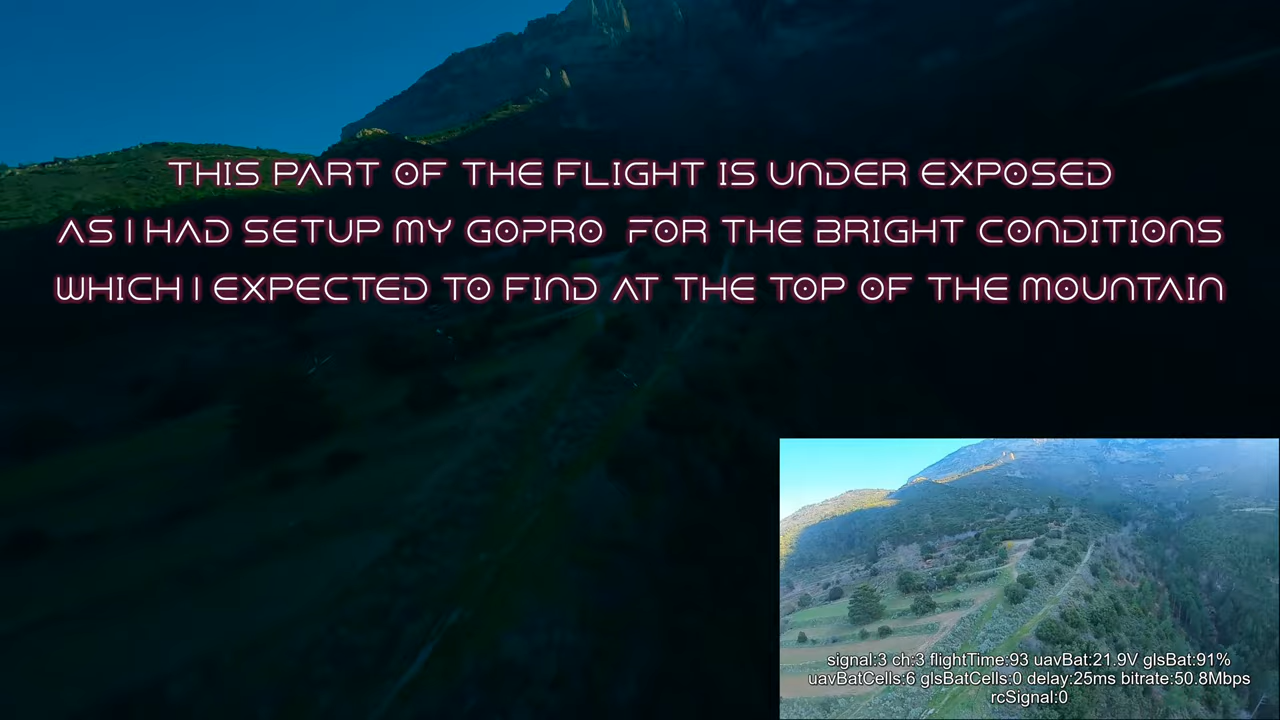 THIS PART OF THE FLIGHT IS UNDER EXPOSED
AS I HAD SETUP MY GOPRO FOR THE BRIGHT CONDITIONS
WHICH I EXPECTED TO FIND AT THE TOP OF THE MOUNTAIN
signal:3 ch:3 flightTime:93 uavBat:21.9V glsBat:91%
uavBatCells:6 glsBatCells:0 delay:25ms bitrate:50.8Mbps
rcSignal:0